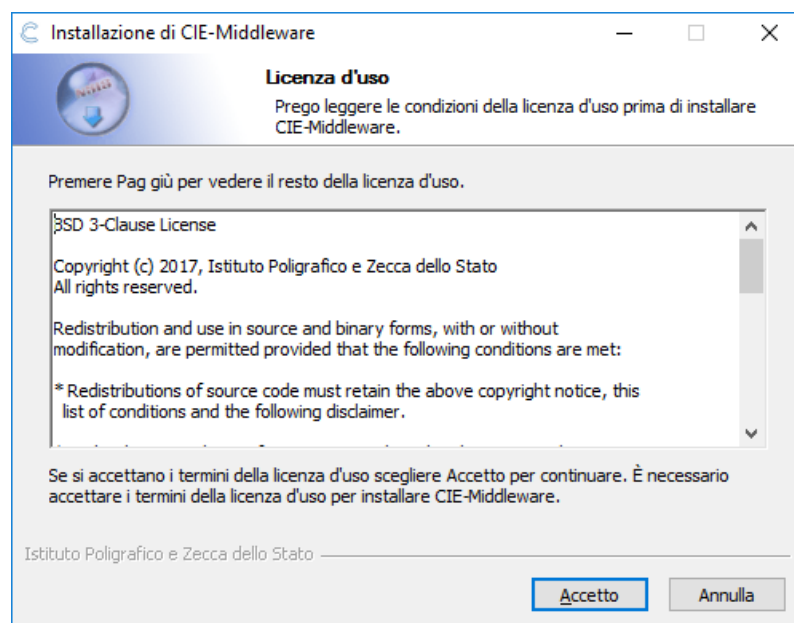 Installazione di CIE-Middleware
Licenza d'uso
Prego leggere le condizioni della licenza d'uso prima di installare
CIE-Middleware.
Premere Pag giù per vedere il resto della licenza d'uso.
BSD 3-Clause License
Copyright (c) 2017, Istituto Poligrafico e Zecca dello Stato
All rights reserved.
Redistribution and use in source and binary forms, with or without
modification, are permitted provided that the following conditions are met:
* Redistributions of source code must retain the above copyright notice, this
list of conditions and the following disclaimer.
Se si accettano i termini della licenza d'uso scegliere Accetto per continuare. È necessario
accettare i termini della licenza d'uso per installare CIE-Middleware.
Istituto Poligrafico e Zecca dello Stato
Accetto
Annulla